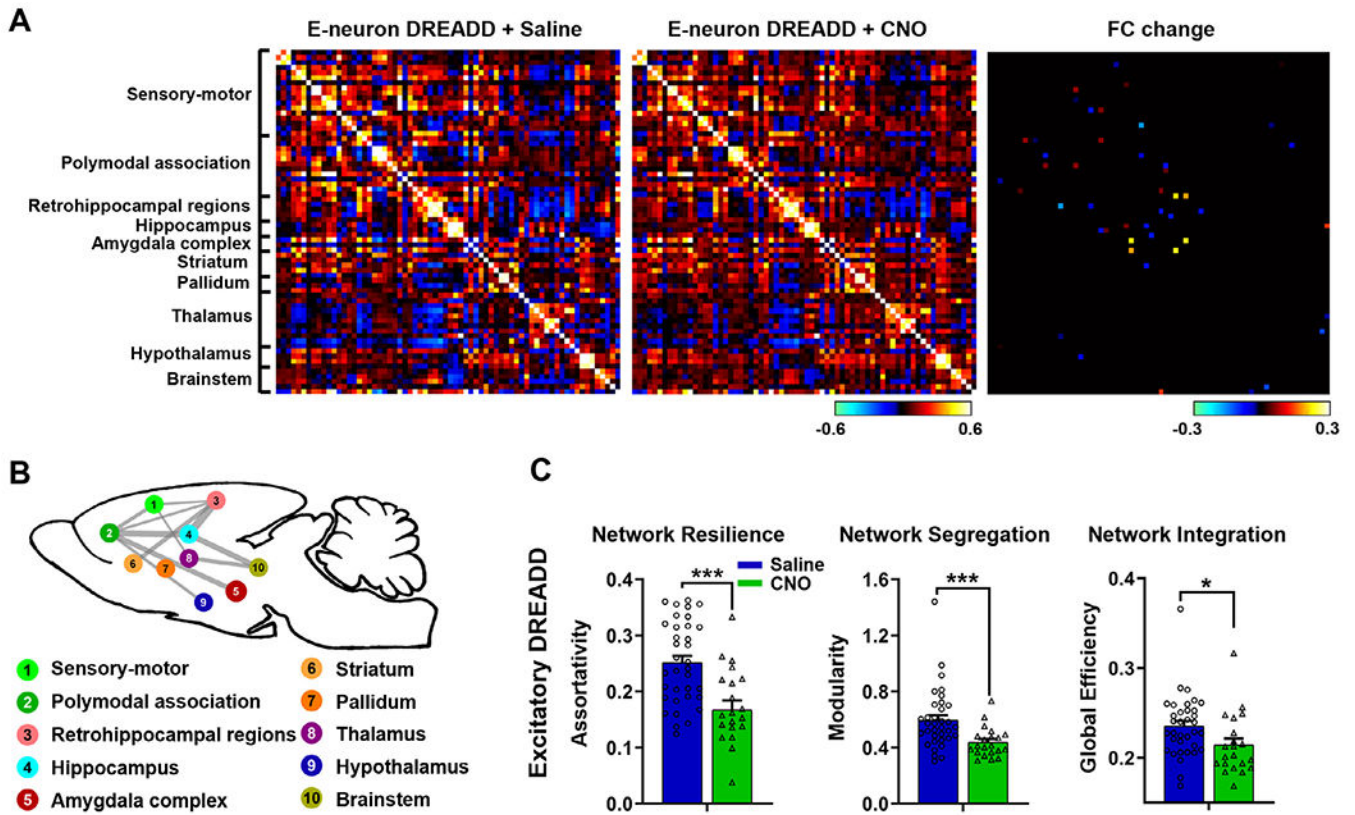 A
E-neuron DREADD + Saline
E-neuron DREADD + CNO
FC change
Sensory-motor
Polymodal association
Retrohippocampal regions
Hippocampus
Amygdala complex
Striatum
Pallidum
Thalamus
Hypothalamus
Brainstem
-0.6
0.6
-0.3
0.3
B
1
2
3
4
5
6
7
8
9
10
1 Sensory-motor
2 Polymodal association
3 Retrohippocampal regions
4 Hippocampus
5 Amygdala complex
6 Striatum
7 Pallidum
8 Thalamus
9 Hypothalamus
10 Brainstem
C
Excitatory DREADD
Network Resilience
Saline
CNO
***
Assortativity
0.4
0.3
0.2
0.1
0.0
Network Segregation
***
Modularity
1.6
1.2
0.8
0.4
0.0
Network Integration
*
Global Efficiency
0.4
0.3
0.2